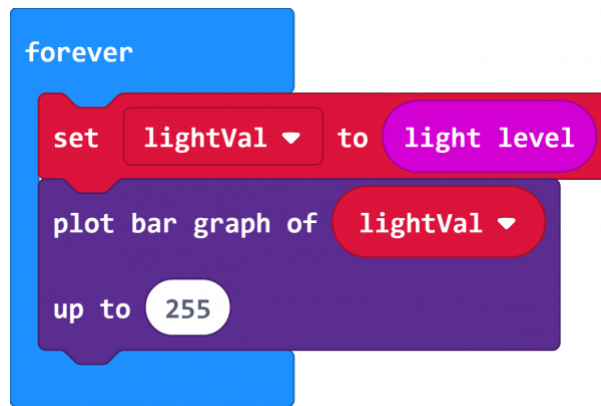 forever
set lightVal to light level
plot bar graph of lightVal
up to 255